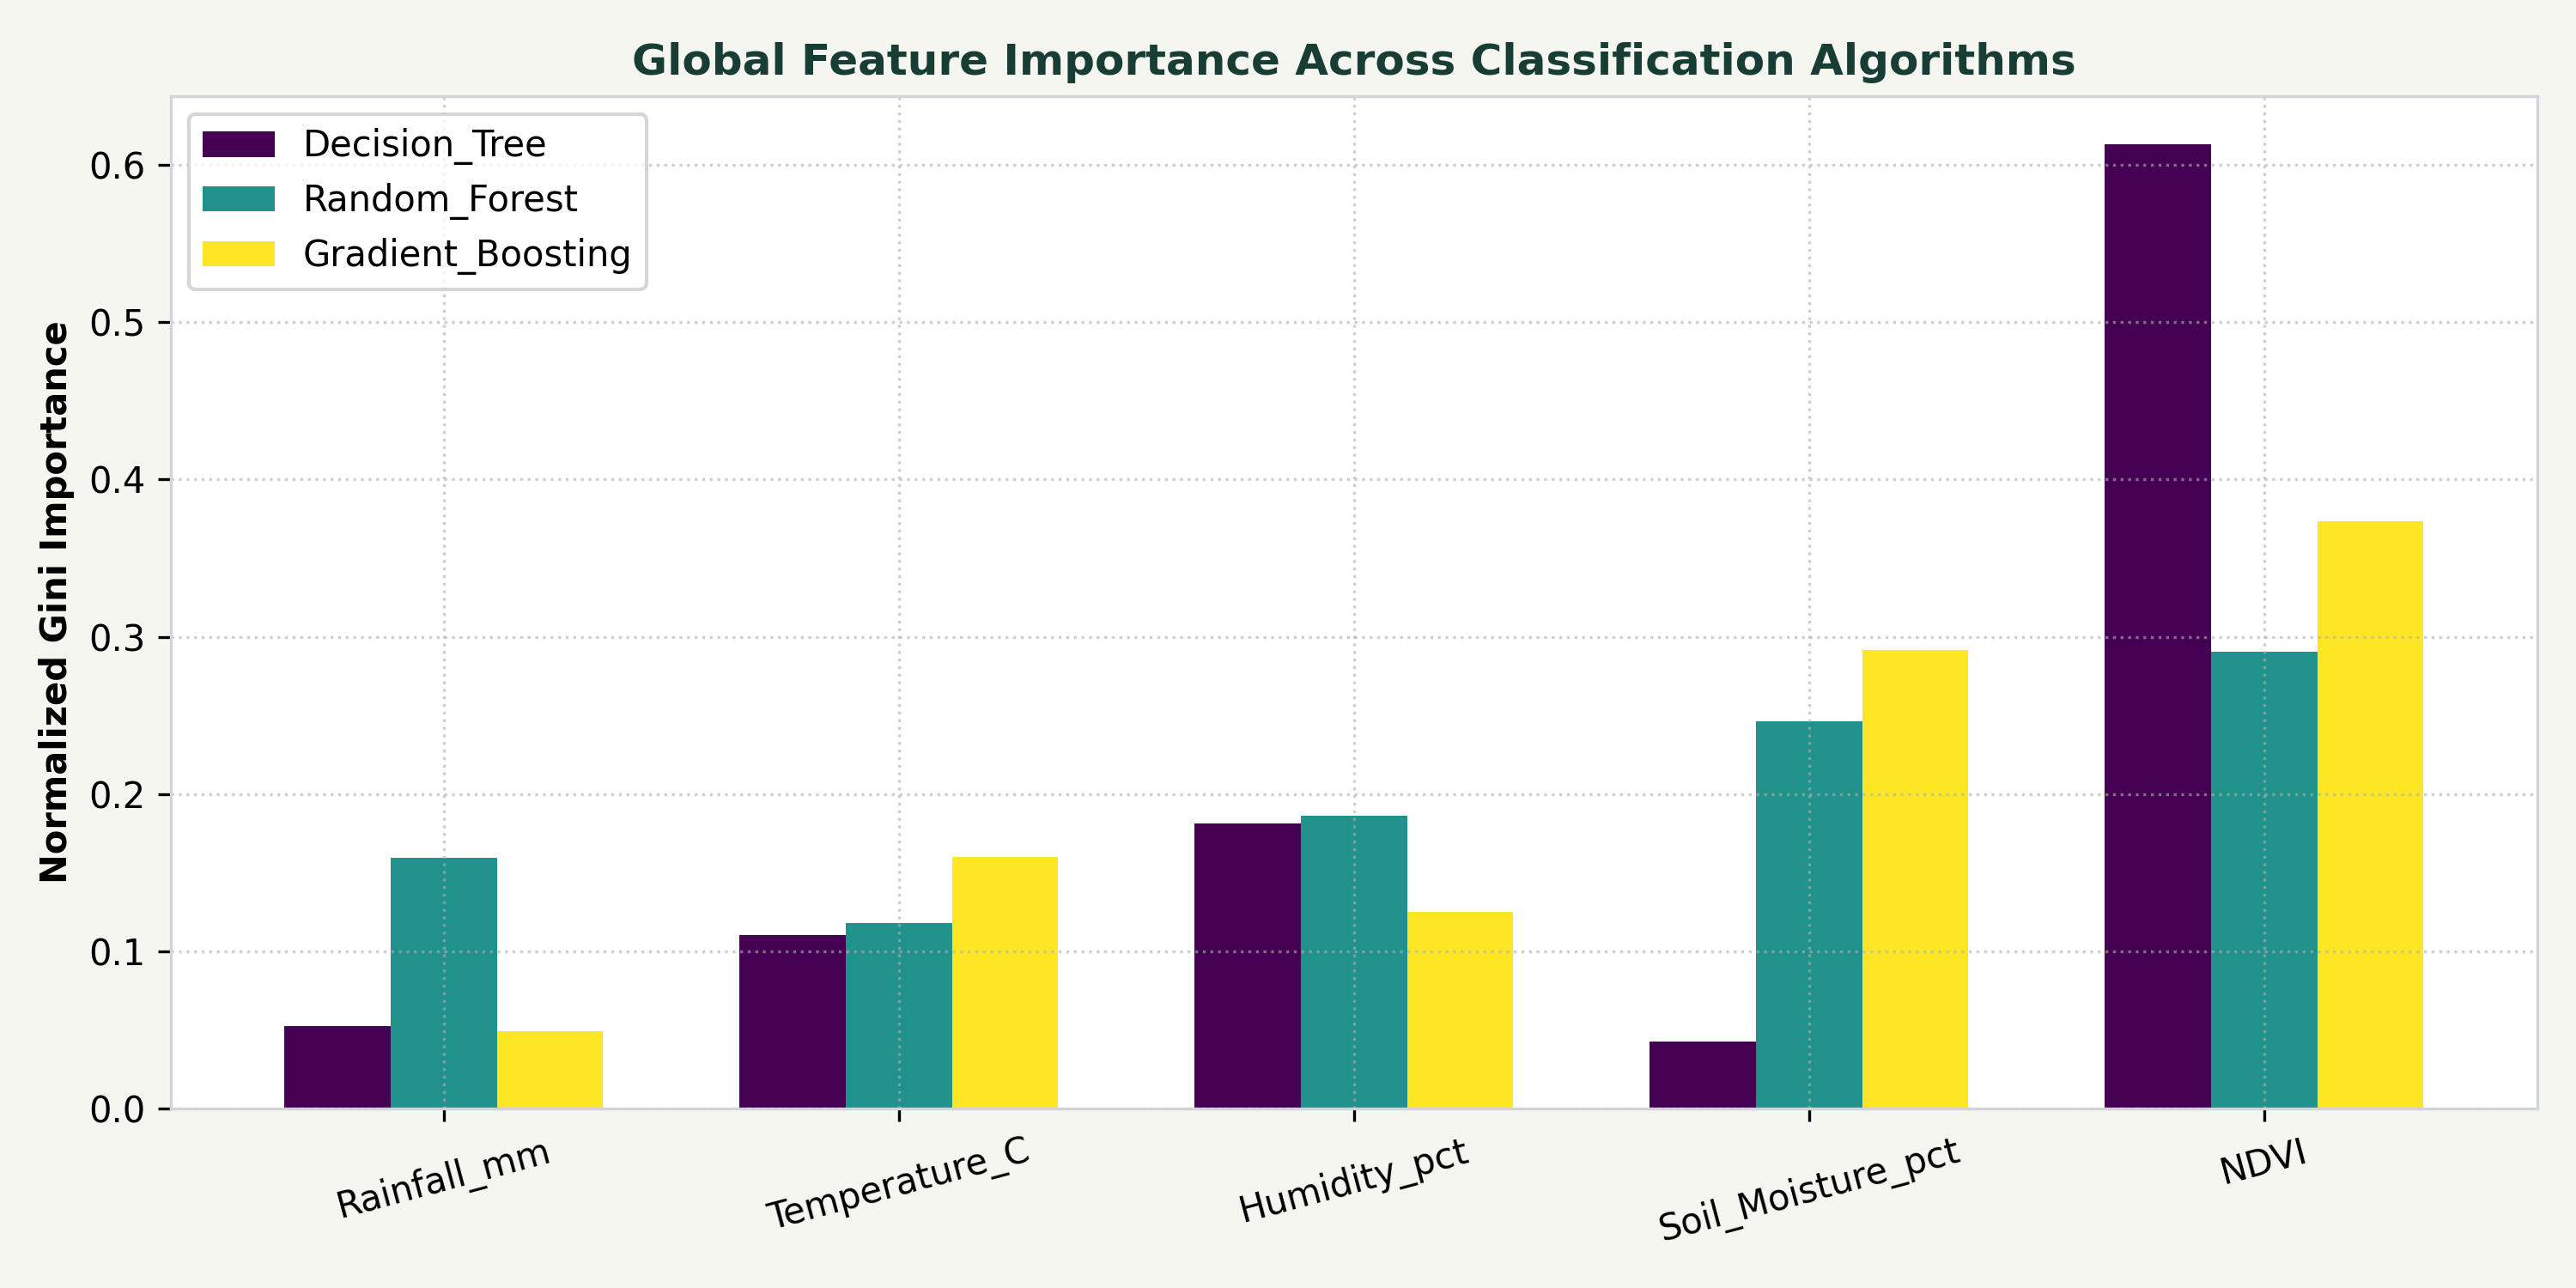 Global Feature Importance Across Classification Algorithms
Decision_Tree
Random_Forest
Gradient_Boosting
Normalized Gini Importance
0.6
0.5
0.4
0.3
0.2
0.1
0.0
Rainfall_mm
Temperature_C
Humidity_pct
Soil_Moisture_pct
NDVI